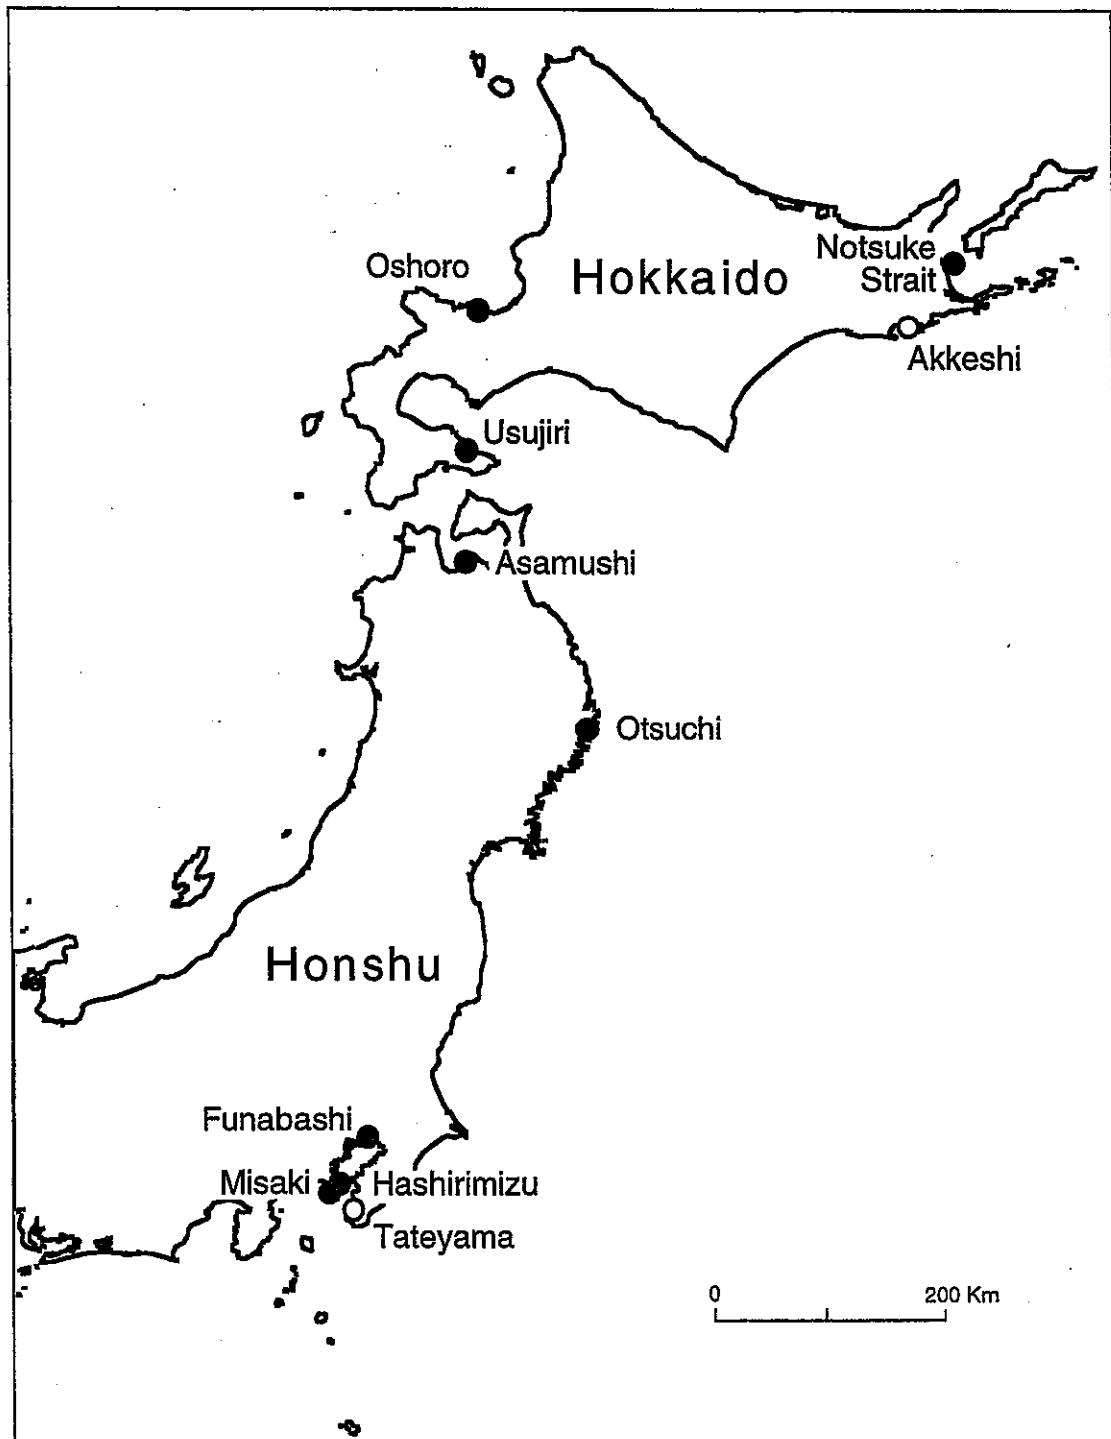 Oshoro
Hokkaido
Notsuke
Strait
Akkeshi
Usujiri
Asamushi
Otsuchi
Honshu
Funabashi
Misaki
Hashirimizu
Tateyama
0
200 Km